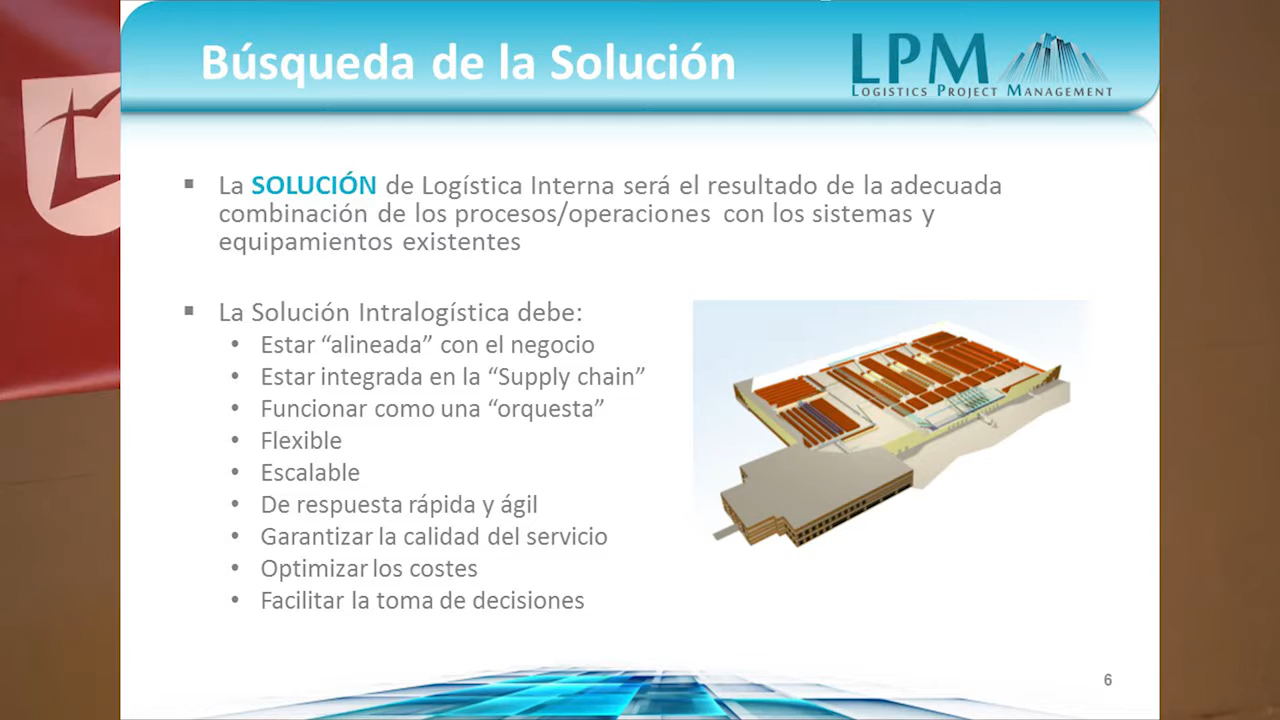 Búsqueda de la Solución
LPM
LOGISTICS PROJECT MANAGEMENT
▪ La SOLUCIÓN de Logística Interna será el resultado de la adecuada
combinación de los procesos/operaciones con los sistemas y
equipamientos existentes
▪ La Solución Intralogística debe:
• Estar “alineada” con el negocio
• Estar integrada en la “Supply chain”
• Funcionar como una “orquesta”
• Flexible
• Escalable
• De respuesta rápida y ágil
• Garantizar la calidad del servicio
• Optimizar los costes
• Facilitar la toma de decisiones
6